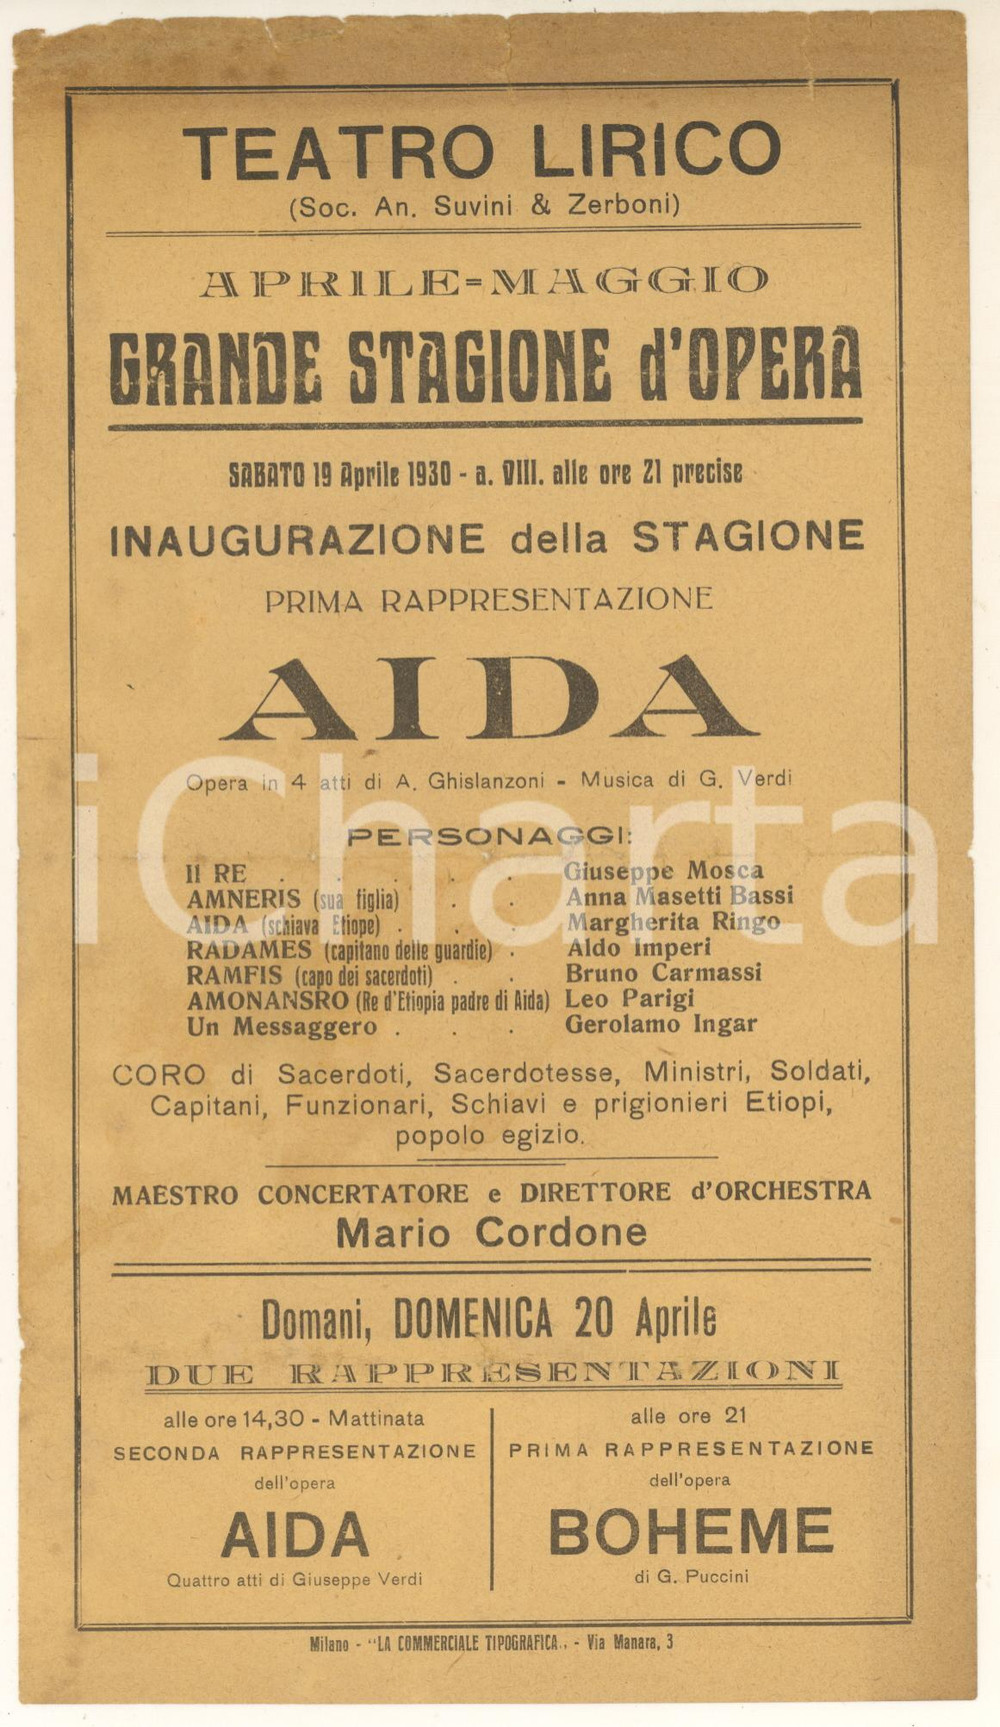 TEATRO LIRICO
(Soc. An. Suvini & Zerboni)
APRILE=MAGGIO
GRANDE STAGIONE d'OPERA
SABATO 19 Aprile 1930 - a. VIII. alle ore 21 precise
INAUGURAZIONE della STAGIONE
PRIMA RAPPRESENTAZIONE
AIDA
Opera in 4 atti di A. Ghislanzoni - Musica di G. Verdi
iCharta
PERSONAGGI:
Il RE . . . . . Giuseppe Mosca
AMNERIS (sua figlia) . . Anna Masetti Bassi
AIDA (schiava Etiope) . . . Margherita Ringo
RADAMES (capitano delle guardie) . Aldo Imperi
RAMFIS (capo dei sacerdoti) . . Bruno Carmassi
AMONANSRO (Re d'Etiopia padre di Aida) Leo Parigi
Un Messaggero . . . Gerolamo Ingar
CORO di Sacerdoti, Sacerdotesse, Ministri, Soldati,
Capitani, Funzionari, Schiavi e prigionieri Etiopi,
popolo egizio.
MAESTRO CONCERTATORE e DIRETTORE d'ORCHESTRA
Mario Cordone
Domani, DOMENICA 20 Aprile
DUE RAPPRESENTAZIONI
alle ore 14,30 - Mattinata
SECONDA RAPPRESENTAZIONE
dell'opera
AIDA
Quattro atti di Giuseppe Verdi
alle ore 21
PRIMA RAPPRESENTAZIONE
dell'opera
BOHEME
di G. Puccini
Milano - "LA COMMERCIALE TIPOGRAFICA„ - Via Manara, 3